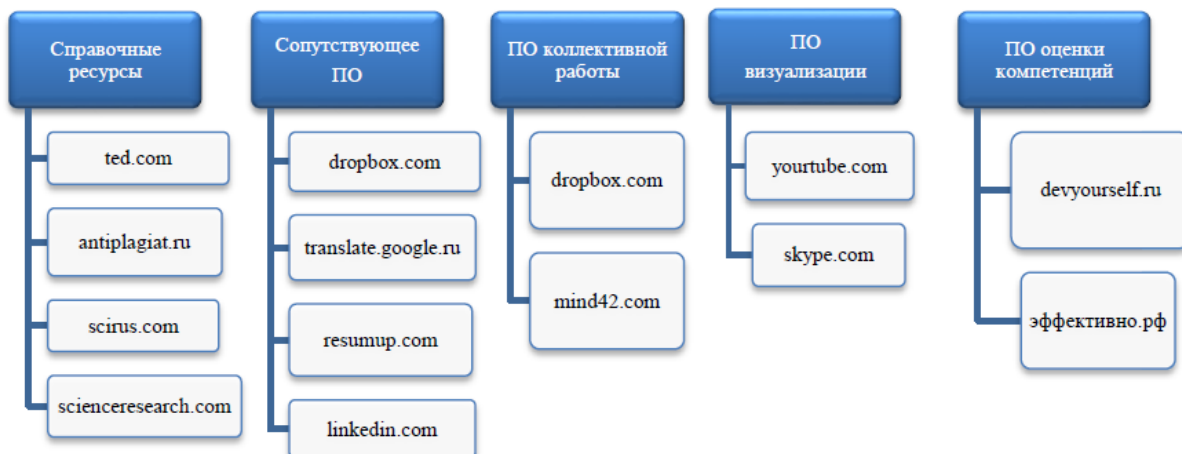 Справочные
ресурсы
ted.com
antiplagiat.ru
scirus.com
scienceresearch.com
Сопутствующее
ПО
dropbox.com
translate.google.ru
resumup.com
linkedin.com
ПО коллективной
работы
dropbox.com
mind42.com
ПО
визуализации
yourtube.com
skype.com
ПО оценки
компетенций
devyourself.ru
эффективно.рф